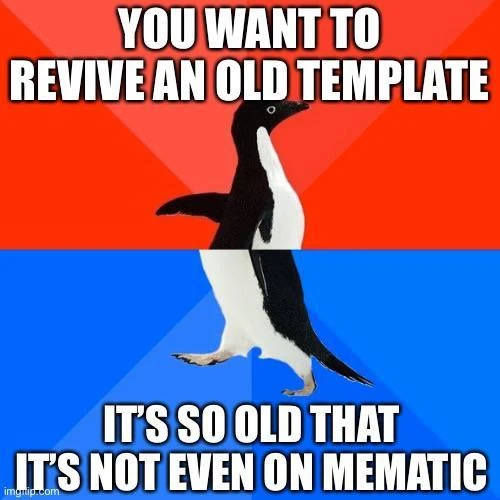 YOU WANT TO
REVIVE AN OLD TEMPLATE
IT'S SO OLD THAT
IT'S NOT EVEN ON MEMATIC
imgflip.com